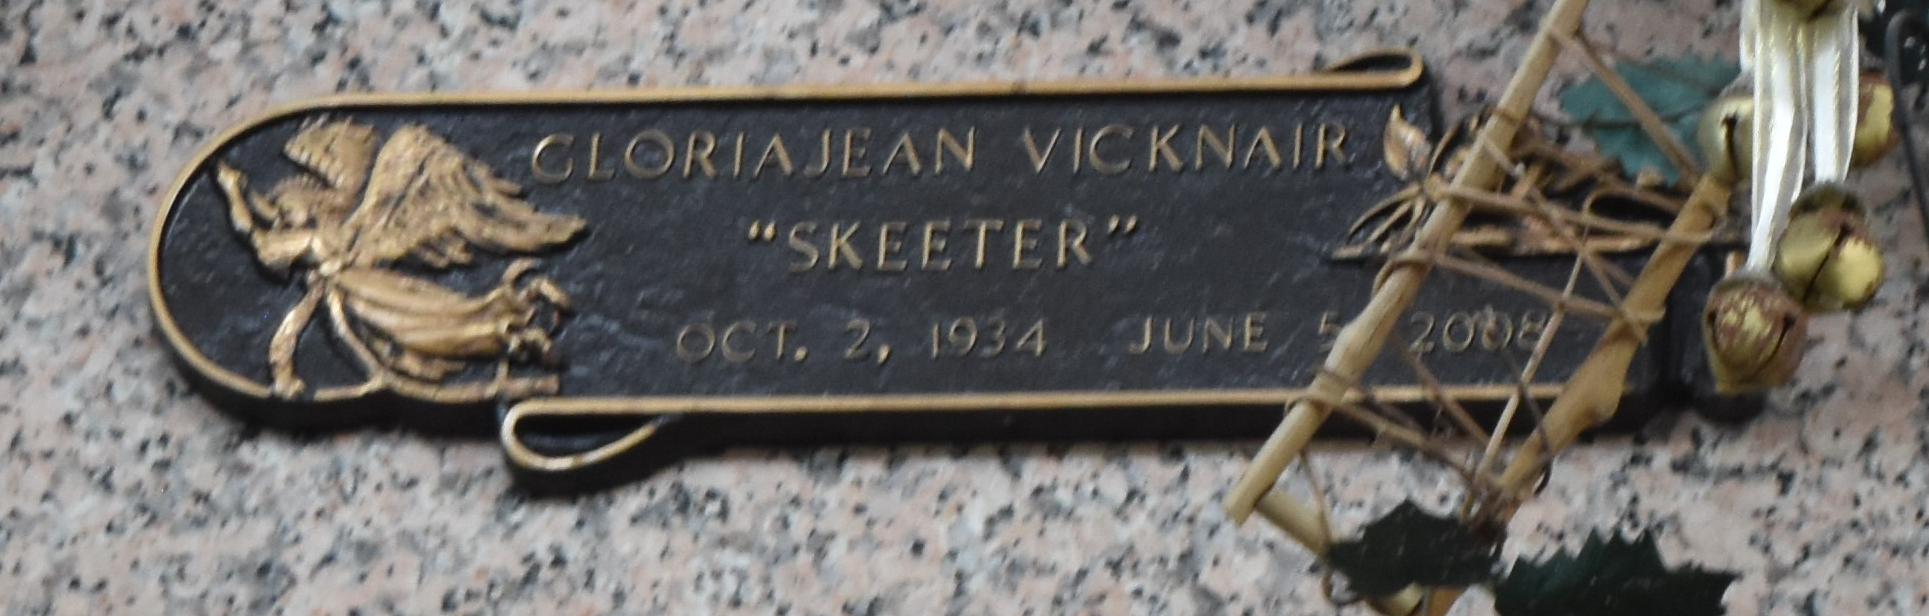 GLORIAJEAN VICKNAIR
“SKEETER”
OCT. 2, 1934 JUNE 5 2008